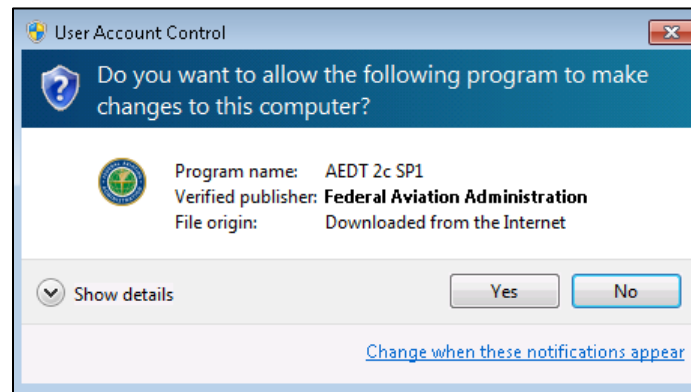 User Account Control
Do you want to allow the following program to make
changes to this computer?
Program name: AEDT 2c SP1
Verified publisher: Federal Aviation Administration
File origin: Downloaded from the Internet
Show details
Yes
No
Change when these notifications appear